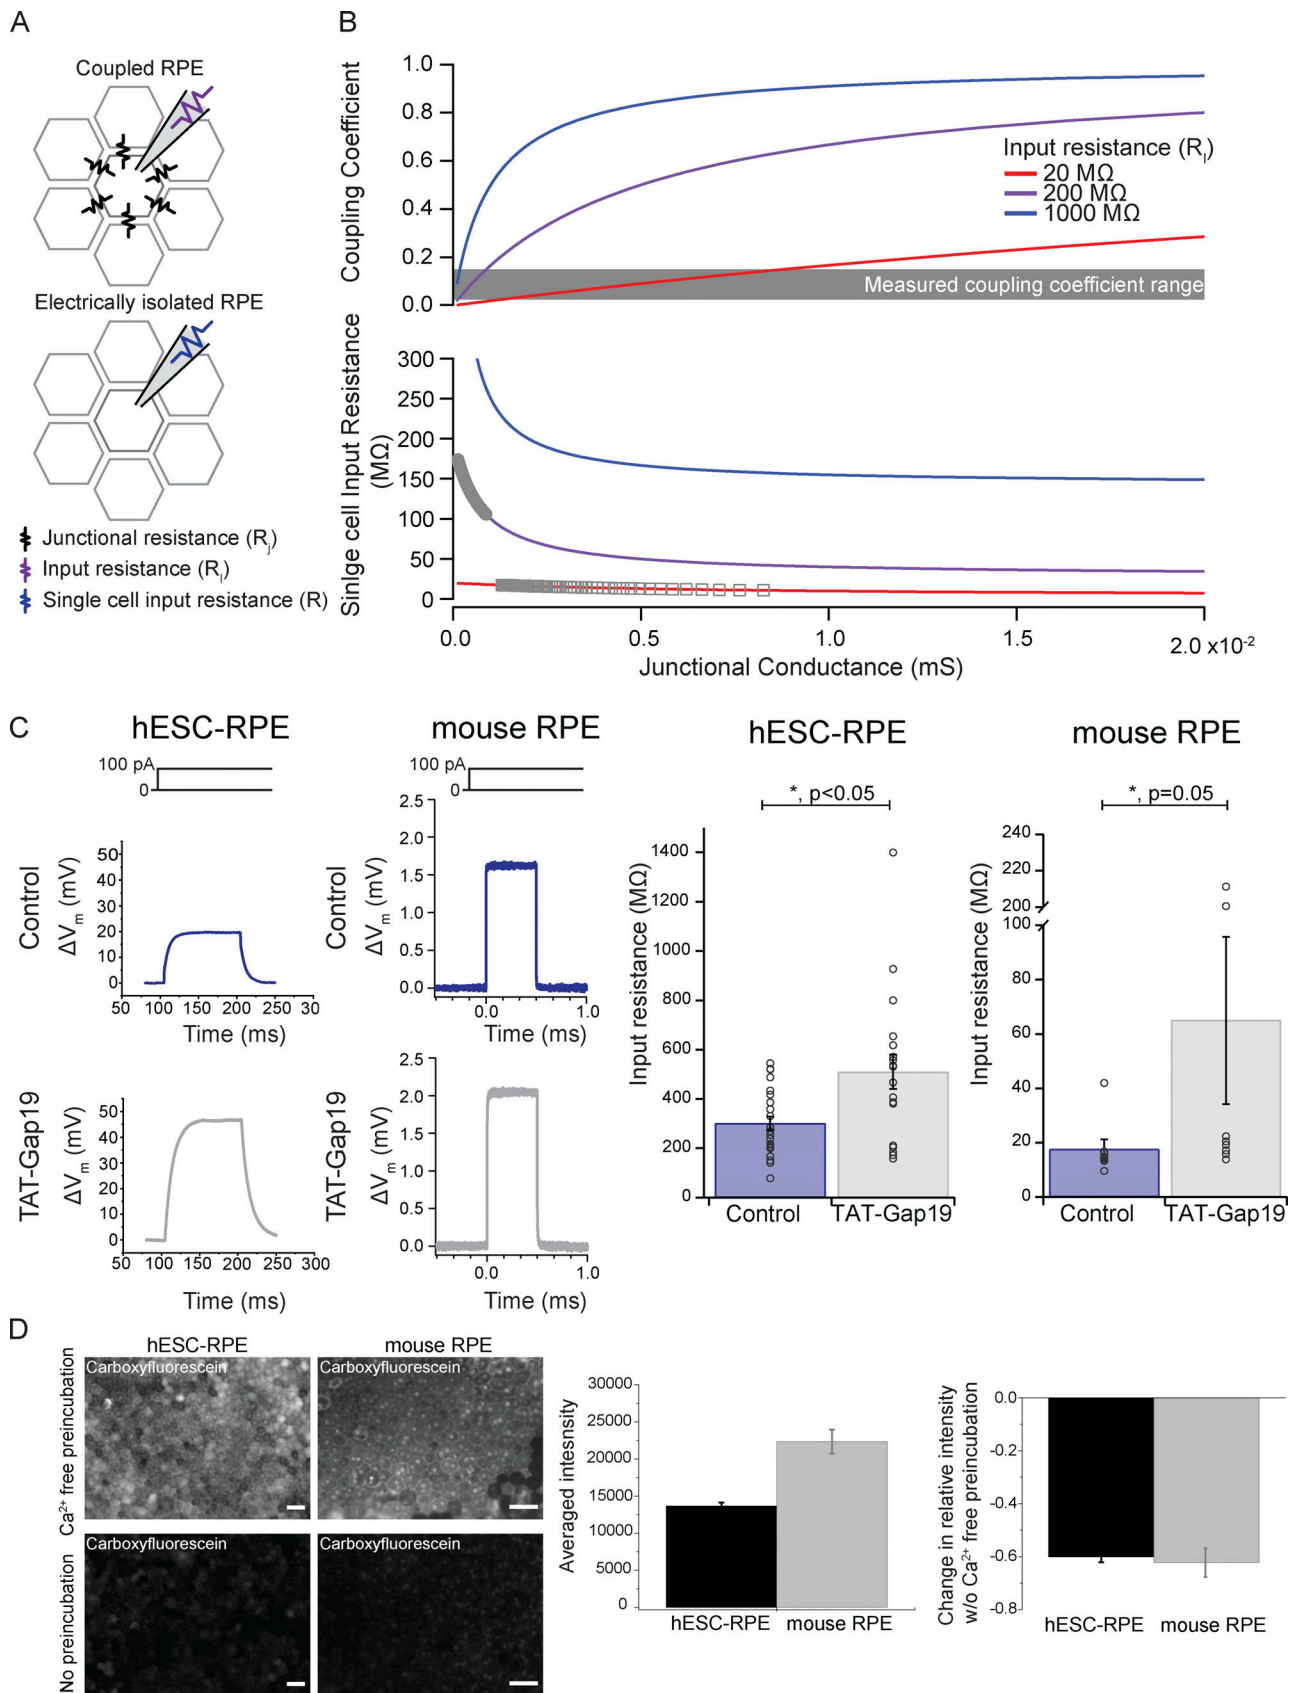 A
Coupled RPE
Electrically isolated RPE
Junctional resistance (Rj)
Input resistance (RI)
Single cell input resistance (R)
B
Coupling Coefficient
1.0
0.8
0.6
0.4
0.2
0.0
Input resistance (RI)
20 MΩ
200 MΩ
1000 MΩ
Measured coupling coefficient range
Sinlge cell Input Resistance
(MΩ)
300
250
200
150
100
50
0
0.0 0.5 1.0 1.5 2.0 x10-2
Junctional Conductance (mS)
C
hESC-RPE
100 pA
0
Control
ΔVm (mV)
50
40
30
20
10
0
50 100 150 200 250 30
Time (ms)
TAT-Gap19
ΔVm (mV)
50
40
30
20
10
0
50 100 150 200 250 300
Time (ms)
mouse RPE
100 pA
0
Control
ΔVm (mV)
2.5
2.0
1.5
1.0
0.5
0.0
0.0 1.0
Time (ms)
TAT-Gap19
ΔVm (mV)
2.5
2.0
1.5
1.0
0.5
0.0
0.0 1.0
Time (ms)
hESC-RPE
*, p<0.05
Input resistance (MΩ)
1400
1200
1000
800
600
400
200
0
Control TAT-Gap19
mouse RPE
*, p=0.05
Input resistance (MΩ)
240
220
200
100
80
60
40
20
0
Control TAT-Gap19
D
hESC-RPE mouse RPE
Ca2+ free preincubation
Carboxyfluorescein
Carboxyfluorescein
No preincubation
Carboxyfluorescein
Carboxyfluorescein
Averaged intesnsity
30000
25000
20000
15000
10000
5000
0
hESC-RPE mouse RPE
Change in relative intensity
w/o Ca2+ free preincubation
0.0
-0.2
-0.4
-0.6
-0.8
hESC-RPE mouse RPE